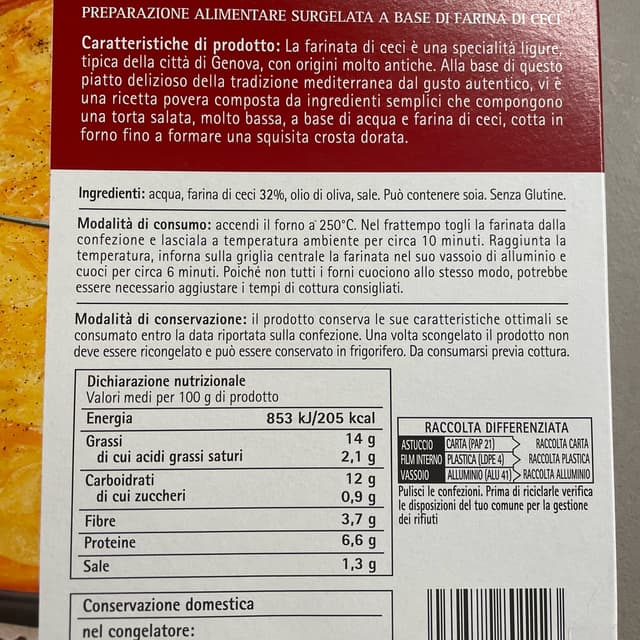 PREPARAZIONE ALIMENTARE SURGELATA A BASE DI FARINA DI CECI
Caratteristiche di prodotto: La farinata di ceci è una specialità ligure,
tipica della città di Genova, con origini molto antiche. Alla base di questo
piatto delizioso della tradizione mediterranea dal gusto autentico, vi è
una ricetta povera composta da ingredienti semplici che compongono
una torta salata, molto bassa, a base di acqua e farina di ceci, cotta in
forno fino a formare una squisita crosta dorata.
Ingredienti: acqua, farina di ceci 32%, olio di oliva, sale. Può contenere soia. Senza Glutine.
Modalità di consumo: accendi il forno a 250°C. Nel frattempo togli la farinata dalla
confezione e lasciala a temperatura ambiente per circa 10 minuti. Raggiunta la
temperatura, inforna sulla griglia centrale la farinata nel suo vassoio di alluminio e
cuoci per circa 6 minuti. Poiché non tutti i forni cuociono allo stesso modo, potrebbe
essere necessario aggiustare i tempi di cottura consigliati.
Modalità di conservazione: il prodotto conserva le sue caratteristiche ottimali se
consumato entro la data riportata sulla confezione. Una volta scongelato il prodotto non
deve essere ricongelato e può essere conservato in frigorifero. Da consumarsi previa cottura.
Dichiarazione nutrizionale
Valori medi per 100 g di prodotto
Energia 853 kJ/205 kcal
Grassi 14 g
di cui acidi grassi saturi 2,1 g
Carboidrati 12 g
di cui zuccheri 0,9 g
Fibre 3,7 g
Proteine 6,6 g
Sale 1,3 g
RACCOLTA DIFFERENZIATA
ASTUCCIO CARTA (PAP 21) RACCOLTA CARTA
FILM INTERNO PLASTICA (LDPE 4) RACCOLTA PLASTICA
VASSOIO ALLUMINIO (ALU 41) RACCOLTA ALLUMINIO
Pulisci le confezioni. Prima di riciclarle verifica
le disposizioni del tuo comune per la gestione
dei rifiuti
Conservazione domestica
nel congelatore: